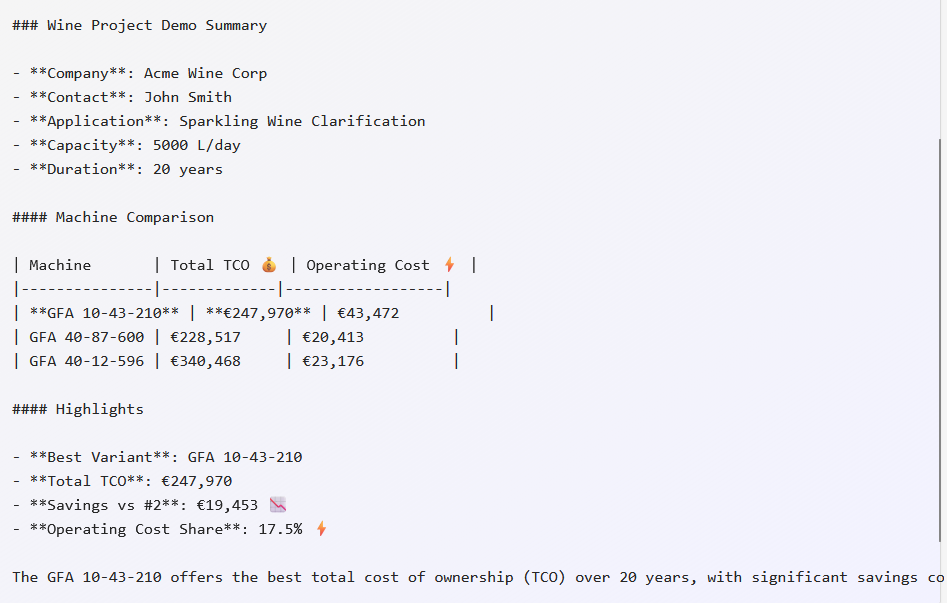 ### Wine Project Demo Summary
- **Company**: Acme Wine Corp
- **Contact**: John Smith
- **Application**: Sparkling Wine Clarification
- **Capacity**: 5000 L/day
- **Duration**: 20 years
#### Machine Comparison
| Machine       | Total TCO 💰 | Operating Cost ⚡ |
|---------------|-------------|------------------|
| **GFA 10-43-210** | **€247,970** | €43,472          |
| GFA 40-87-600 | €228,517     | €20,413          |
| GFA 40-12-596 | €340,468     | €23,176          |
#### Highlights
- **Best Variant**: GFA 10-43-210
- **Total TCO**: €247,970
- **Savings vs #2**: €19,453 📉
- **Operating Cost Share**: 17.5% ⚡
The GFA 10-43-210 offers the best total cost of ownership (TCO) over 20 years, with significant savings co